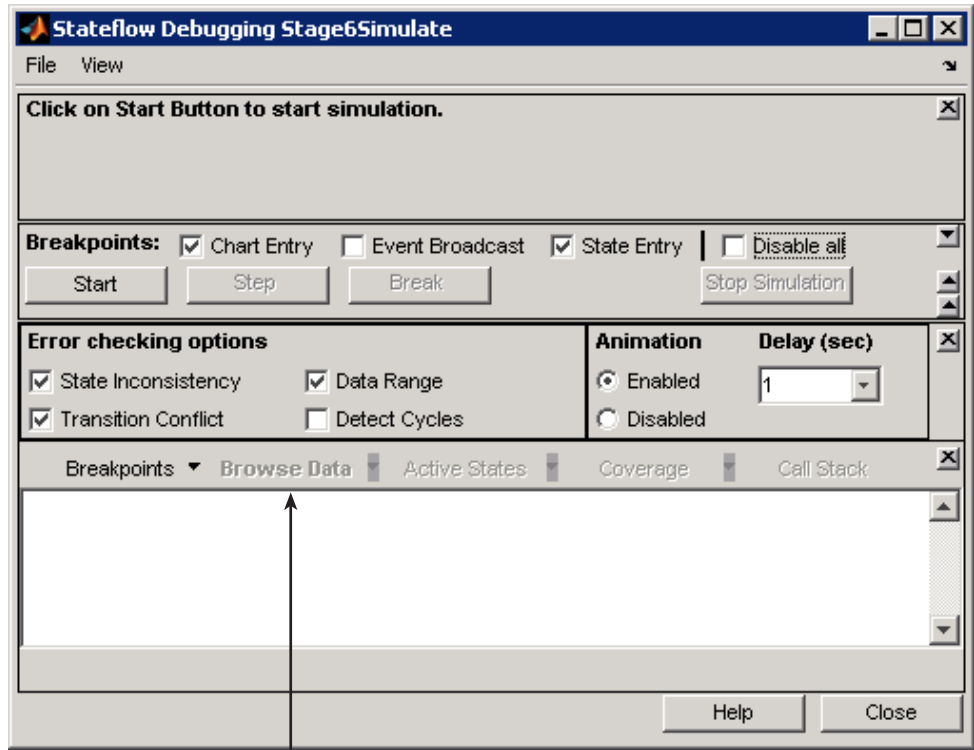 Stateflow Debugging Stage6Simulate
File View
Click on Start Button to start simulation.
Breakpoints: Chart Entry Event Broadcast State Entry Disable all
Start Step Break Stop Simulation
Error checking options Animation Delay (sec)
State Inconsistency Data Range Enabled 1
Transition Conflict Detect Cycles Disabled
Breakpoints Browse Data Active States Coverage Call Stack
Help Close